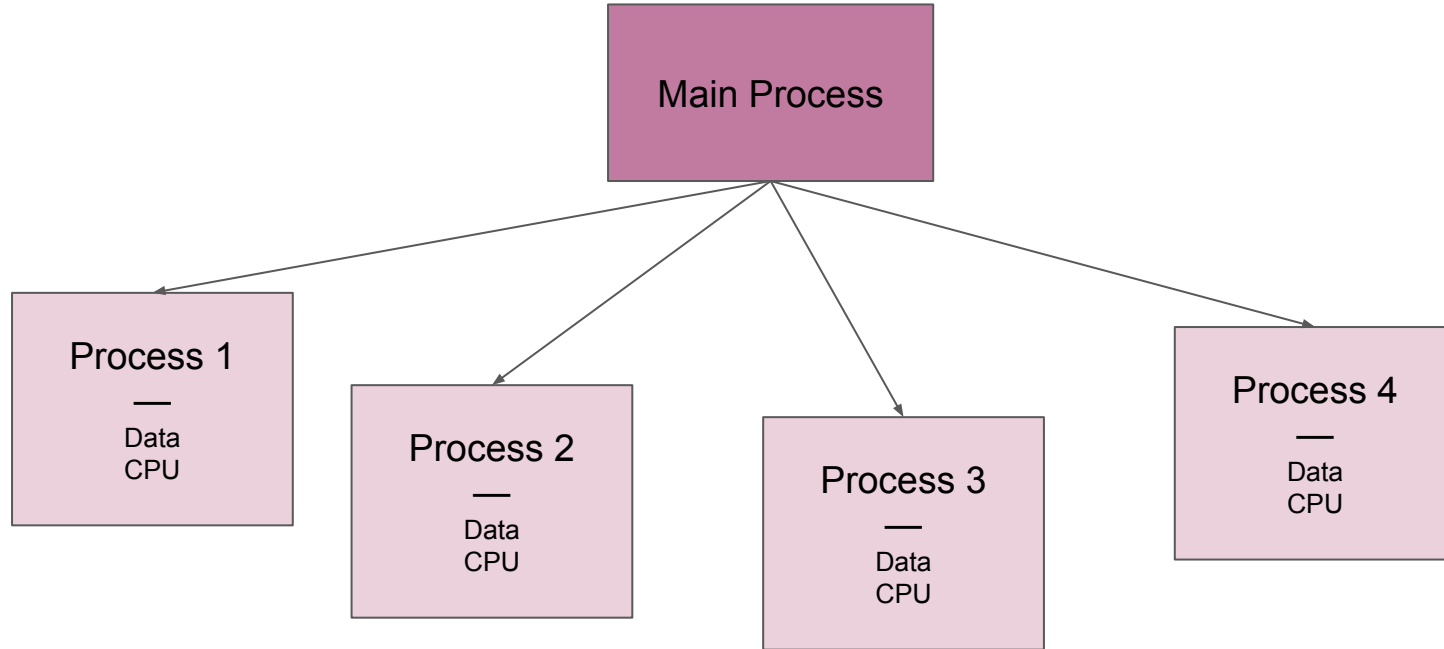 Main Process
Process 1
—
Data
CPU
Process 2
—
Data
CPU
Process 3
—
Data
CPU
Process 4
—
Data
CPU